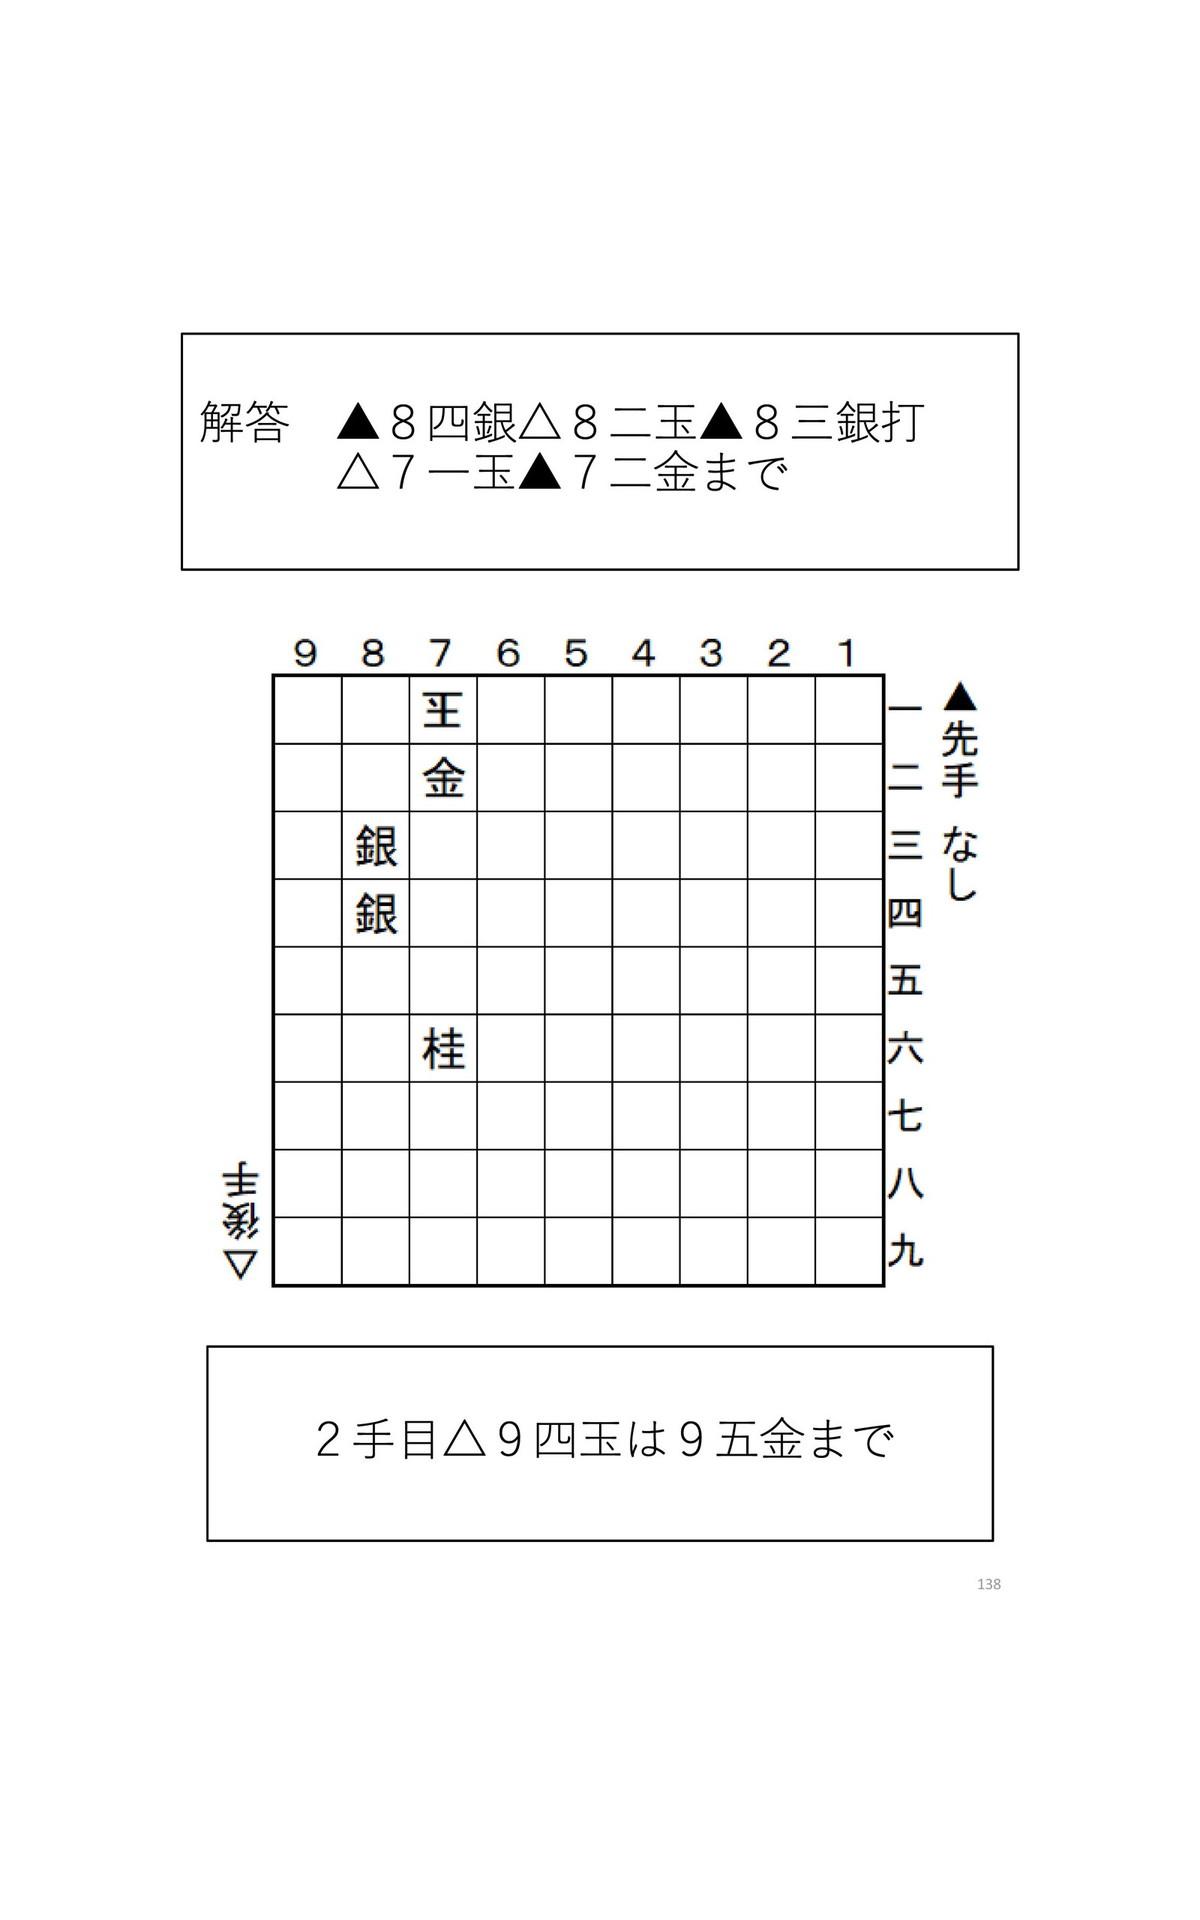 解答　▲８四銀△８二玉▲８三銀打
△７一玉▲７二金まで
9 8 7 6 5 4 3 2 1
王 一
金 二
銀 三
銀 四
五
桂 六
七
八
九
▲先手 なし
△後手
２手目△９四玉は９五金まで
138